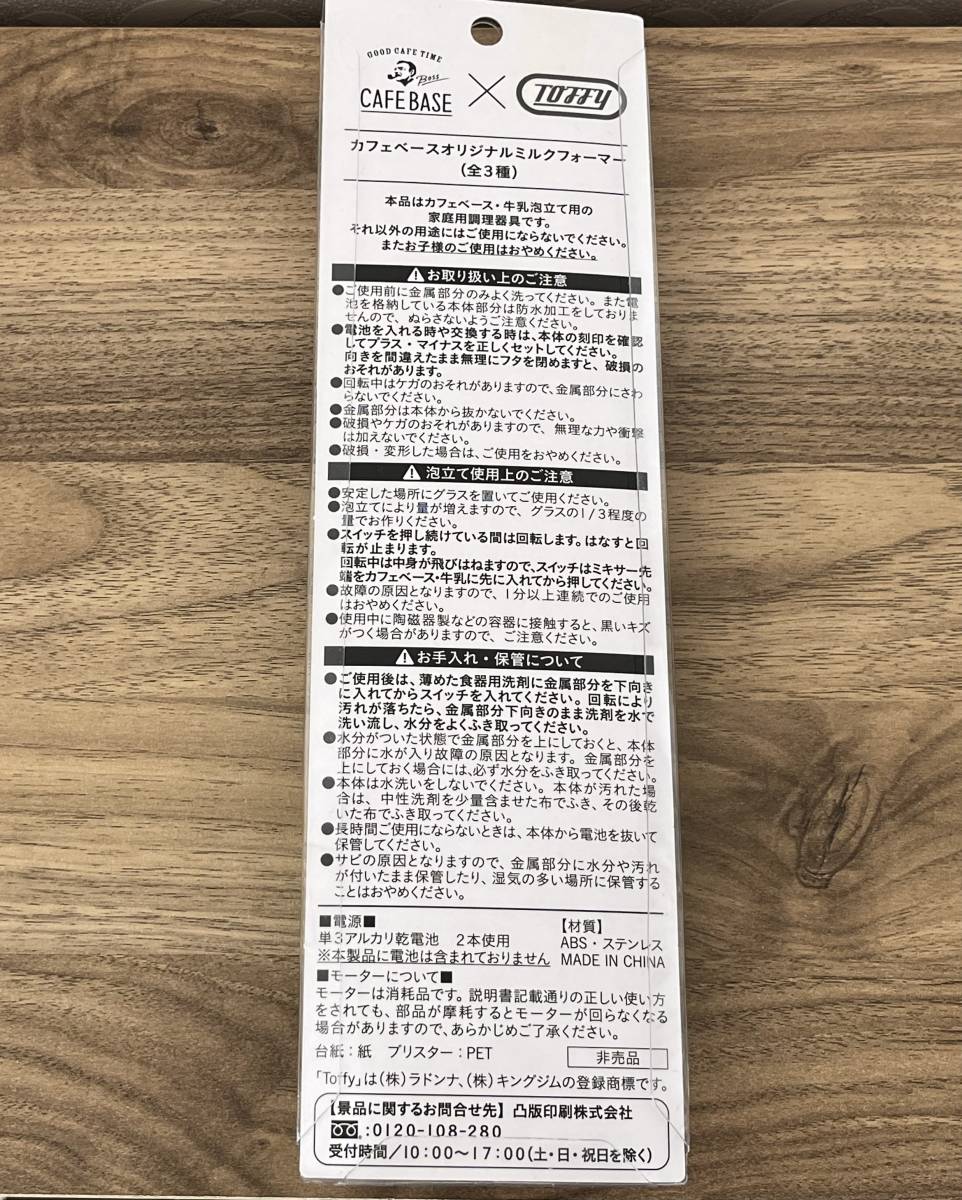 GOOD CAFE TIME
Boss
CAFE BASE × TOFFY
カフェベースオリジナルミルクフォーマー
(全3種)
本品はカフェベース・牛乳泡立て用の
家庭用調理器具です。
それ以外の用途にはご使用にならないでください。
またお子様のご使用はおやめください。
⚠お取り扱い上のご注意
●ご使用前に金属部分のみよく洗ってください。また電
池を格納している本体部分は防水加工をしておりま
せんので、ぬらさないようご注意ください。
●電池を入れる時や交換する時は、本体の刻印を確認
してプラス・マイナスを正しくセットしてください。
向きを間違えたまま無理にフタを閉めますと、破損の
おそれがあります。
●回転中はケガのおそれがありますので、金属部分にさわ
らないでください。
●金属部分は本体から抜かないでください。
●破損やケガのおそれがありますので、無理な力や衝撃
は加えないでください。
●破損・変形した場合は、ご使用をおやめください。
⚠泡立て使用上のご注意
●安定した場所にグラスを置いてご使用ください。
●泡立てにより量が増えますので、グラスの1/3程度の
量でお作りください。
●スイッチを押し続けている間は回転します。はなすと回
転が止まります。
回転中は中身が飛びはねますので、スイッチはミキサー先
端をカフェベース・牛乳に先に入れてから押してください。
●故障の原因となりますので、1分以上連続でのご使用
はおやめください。
●使用中に陶磁器製などの容器に接触すると、黒いキズ
がつく場合がありますので、ご注意ください。
⚠お手入れ・保管について
●ご使用後は、薄めた食器用洗剤に金属部分を下向き
に入れてからスイッチを入れてください。回転により
汚れが落ちたら、金属部分下向きのまま洗剤を水で
洗い流し、水分をよくふき取ってください。
●水分がついた状態で金属部分を上にしておくと、本体
部分に水が入り故障の原因となります。金属部分を
上にしておく場合には、必ず水分をふき取ってください。
●本体は水洗いをしないでください。本体が汚れた場
合は、中性洗剤を少量含ませた布でふき、その後乾
いた布でふき取ってください。
●長時間ご使用にならないときは、本体から電池を抜いて
保管してください。
●サビの原因となりますので、金属部分に水分や汚れ
が付いたまま保管したり、湿気の多い場所に保管する
ことはおやめください。
■電源■
単3アルカリ乾電池 2本使用
※本製品に電池は含まれておりません
【材質】
ABS・ステンレス
MADE IN CHINA
■モーターについて■
モーターは消耗品です。説明書記載通りの正しい使い方
をされても、部品が摩耗するとモーターが回らなくなる
場合がありますので、あらかじめご了承ください。
台紙：紙 ブリスター：PET 非売品
「Toffy」は(株)ラドンナ、(株)キングジムの登録商標です。
【景品に関するお問合せ先】凸版印刷株式会社
:0120-108-280
受付時間/10:00〜17:00(土・日・祝日を除く)